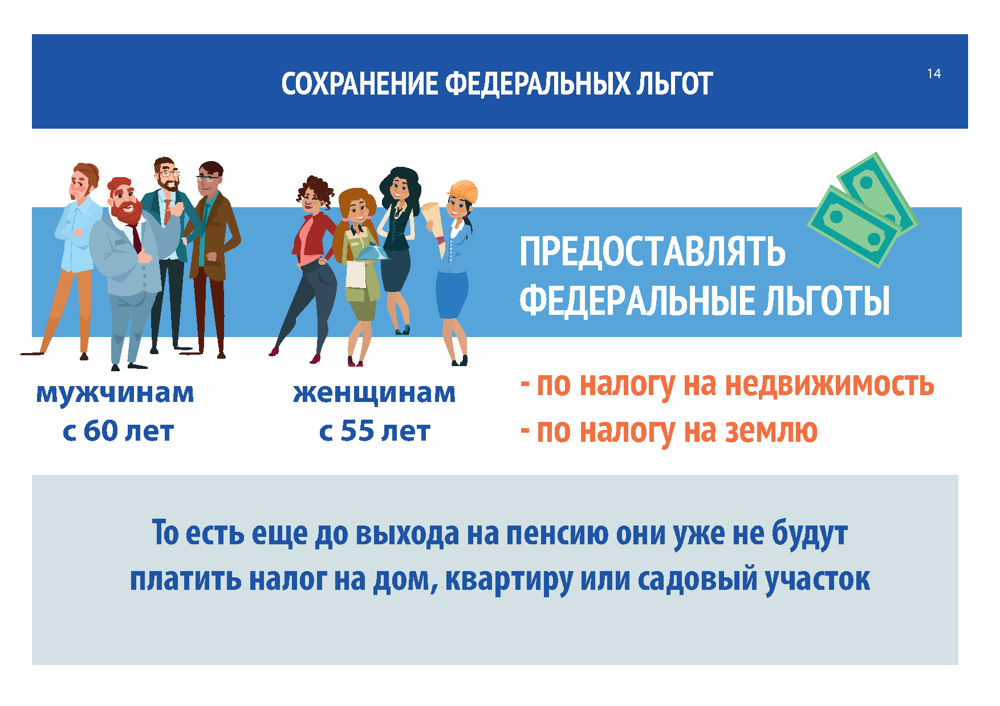 СОХРАНЕНИЕ ФЕДЕРАЛЬНЫХ ЛЬГОТ
14
ПРЕДОСТАВЛЯТЬ
ФЕДЕРАЛЬНЫЕ ЛЬГОТЫ
мужчинам
с 60 лет
женщинам
с 55 лет
- по налогу на недвижимость
- по налогу на землю
То есть еще до выхода на пенсию они уже не будут
платить налог на дом, квартиру или садовый участок